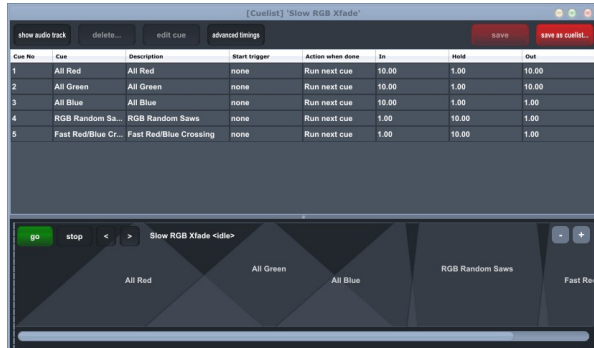 [Cuelist] 'Slow RGB Xfade'
show audio track delete... edit cue advanced timings save save as cuelist...
Cue No Cue Description Start trigger Action when done In Hold Out
1 All Red All Red none Run next cue 10.00 1.00 10.00
2 All Green All Green none Run next cue 10.00 1.00 10.00
3 All Blue All Blue none Run next cue 10.00 1.00 10.00
4 RGB Random Sa... RGB Random Saws none Run next cue 1.00 10.00 1.00
5 Fast Red/Blue Cr... Fast Red/Blue Crossing none Run next cue 1.00 10.00 1.00
go stop < > Slow RGB Xfade <idle> - +
All Red All Green All Blue RGB Random Saws Fast Re